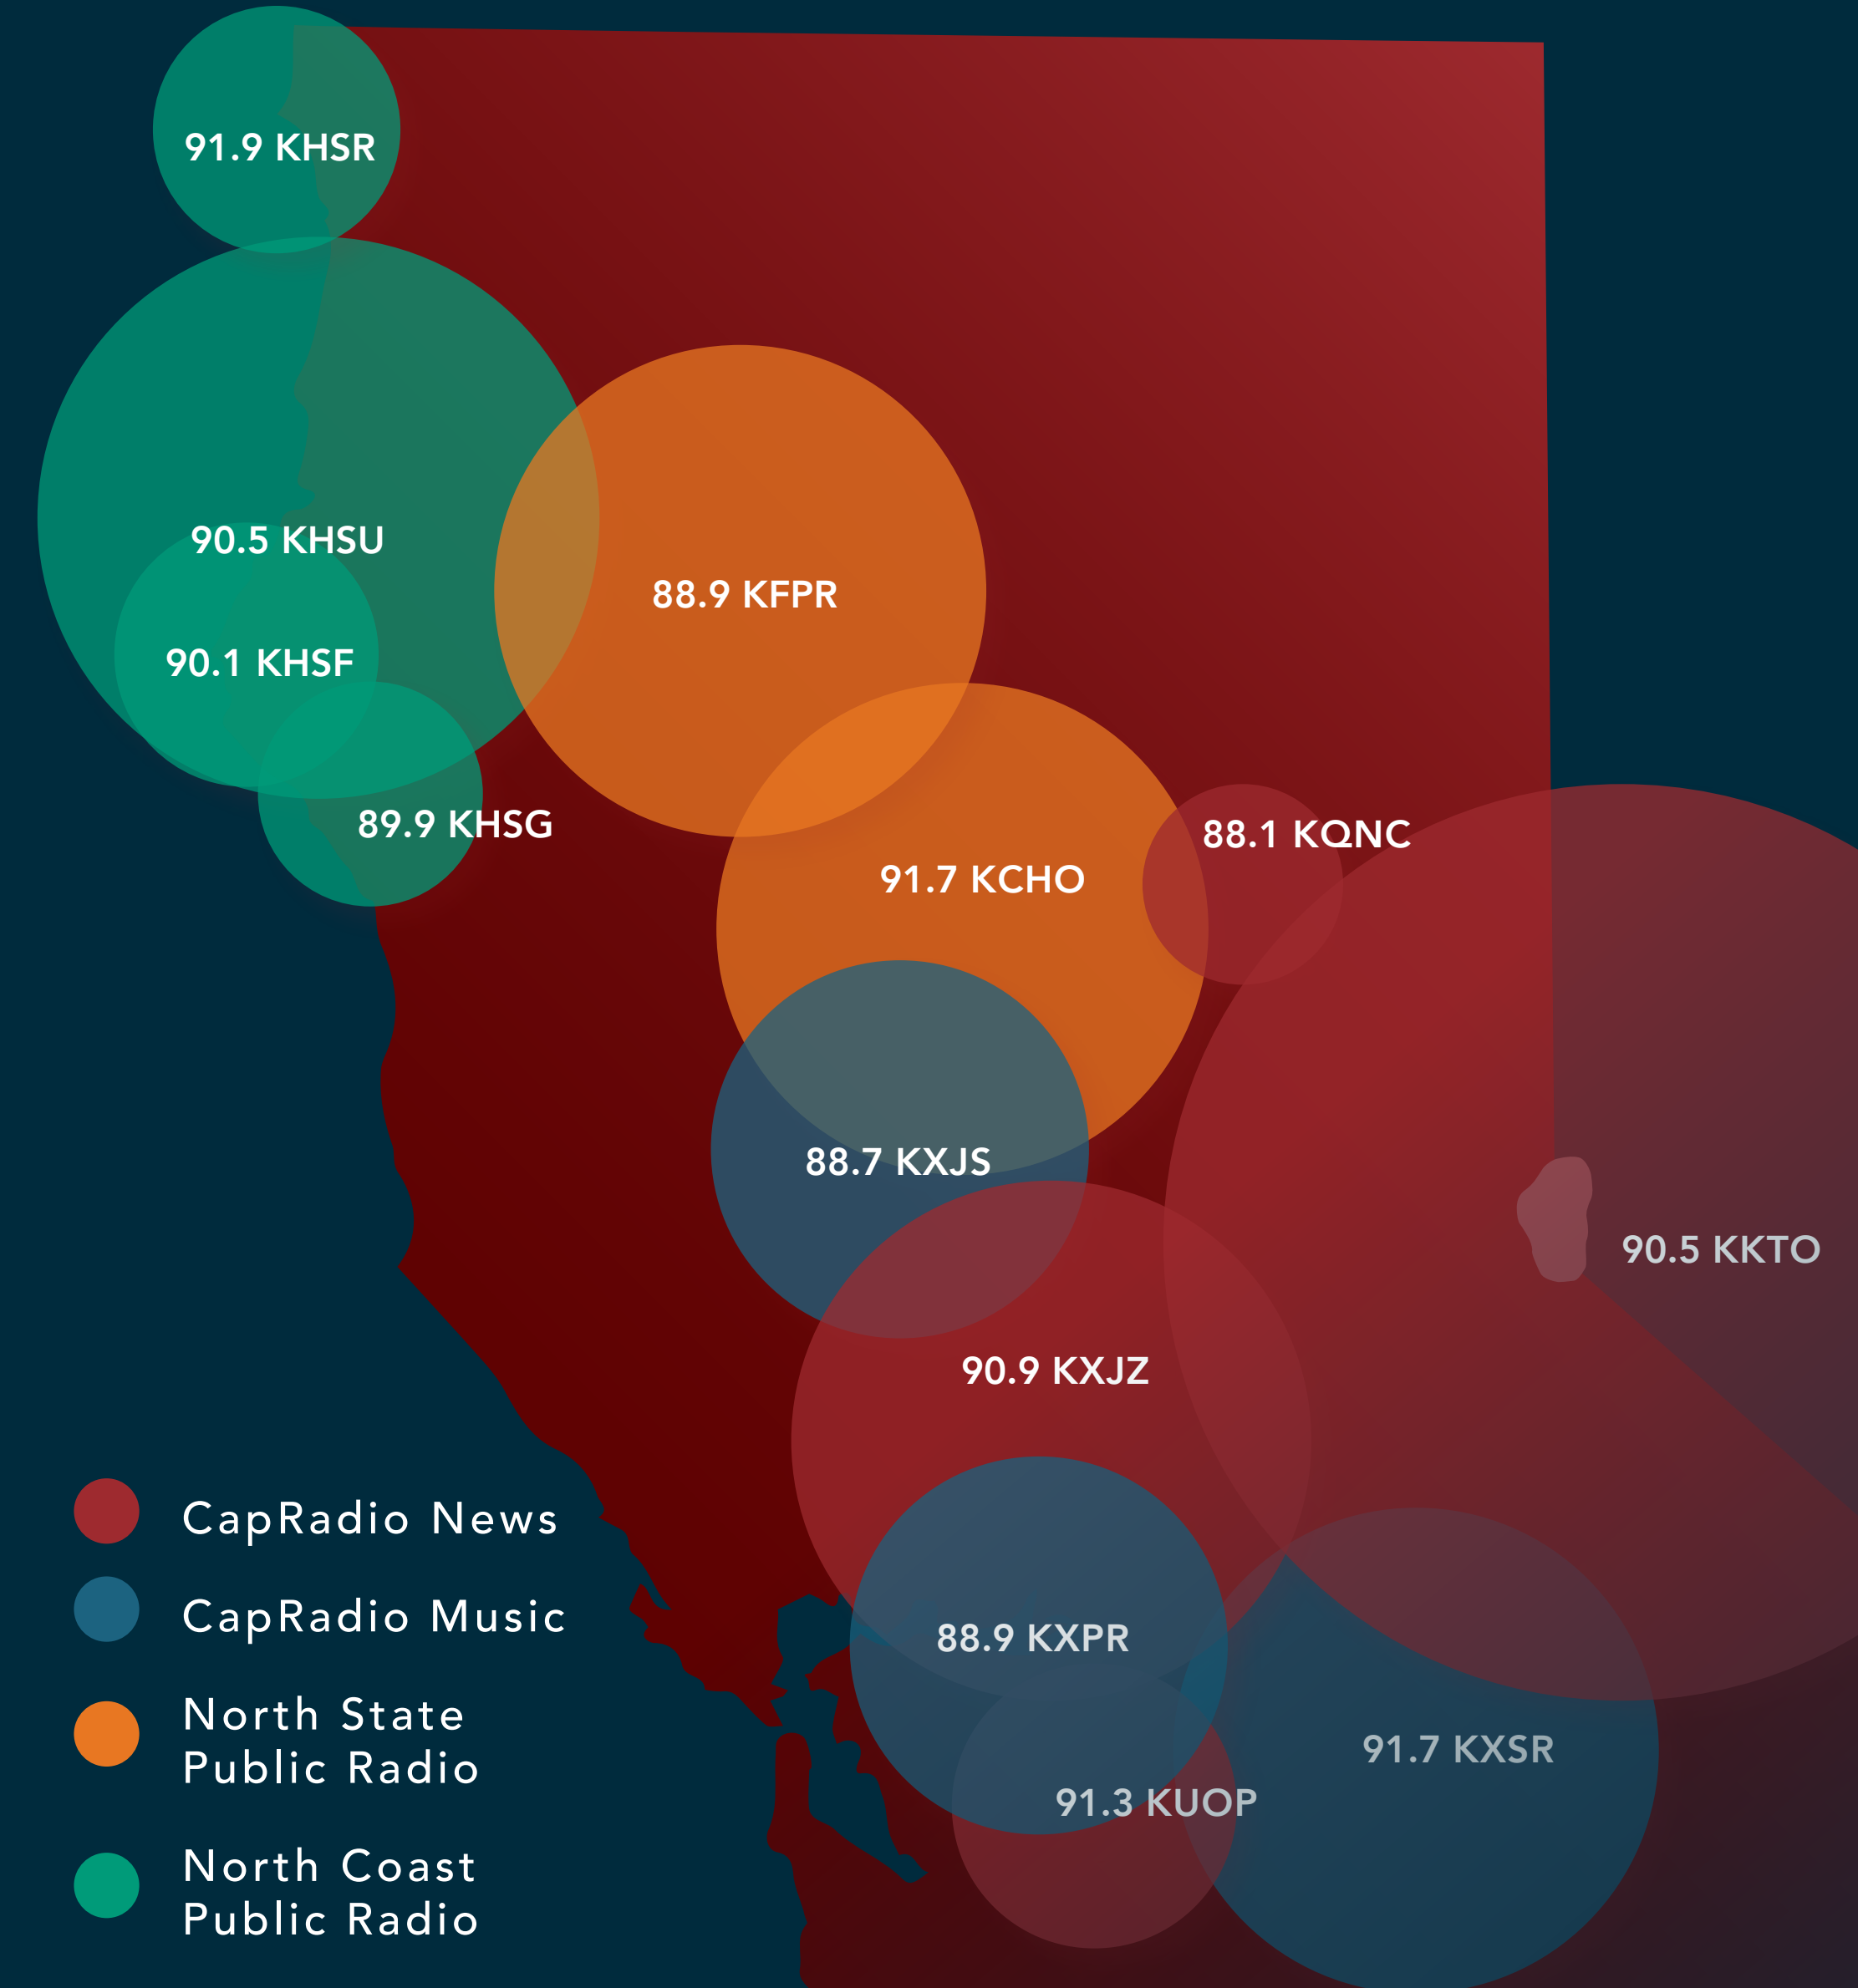 91.9 KHSR
90.5 KHSU
88.9 KFPR
90.1 KHSF
89.9 KHSG
88.1 KQNC
91.7 KCHO
88.7 KXJS
90.5 KKTO
90.9 KXJZ
88.9 KXPR
91.7 KXSR
91.3 KUOP
CapRadio News
CapRadio Music
North State
Public Radio
North Coast
Public Radio